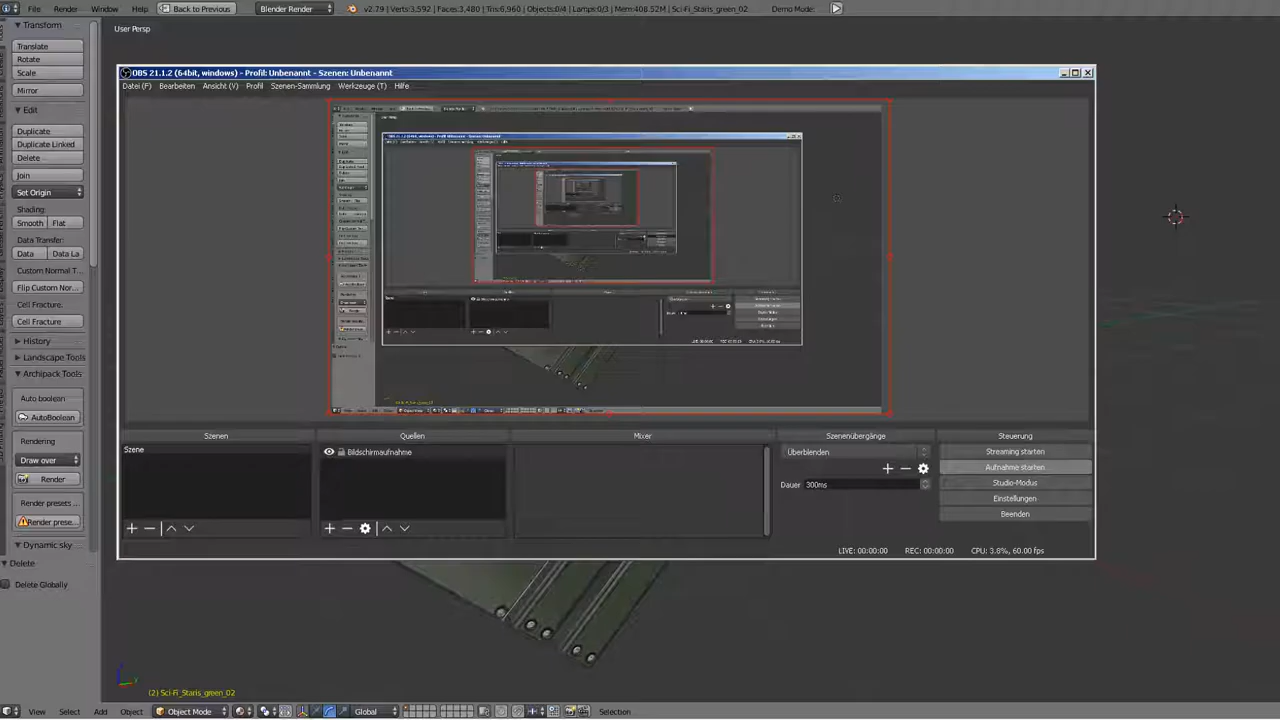 File Render Window Help Back to Previous Blender Render v2.79 | Verts:3,592 | Faces:3,480 | Tris:6,960 | Objects:0/4 | Lamps:0/3 | Mem:408.52M | Sci-Fi_Staris_green_02 Demo Mode:
Transform
User Persp
Translate
Rotate
Scale
Mirror
Edit
Duplicate
Duplicate Linked
Delete
Join
Set Origin
Shading:
Smooth Flat
Data Transfer:
Data Data La
Custom Normal T...
Flip Custom Nor...
Cell Fracture.
Cell Fracture
History
Landscape Tools
Archipack Tools
Auto boolean
AutoBoolean
Rendering
Draw over
Render
Render presets ...
Render prese...
Dynamic sky
Delete
Delete Globally
OBS 21.1.2 (64bit, windows) - Profil: Unbenannt - Szenen: Unbenannt
Datei (F) Bearbeiten Ansicht (V) Profil Szenen-Sammlung Werkzeuge (T) Hilfe
Szenen Quellen Mixer Szenenübergänge Steuerung
Szene
Bildschirmaufnahme
Überblenden
Dauer 300ms
Streaming starten
Aufnahme starten
Studio-Modus
Einstellungen
Beenden
LIVE: 00:00:00 REC: 00:00:00 CPU: 3.8%, 60.00 fps
(2) Sci-Fi_Staris_green_02
View Select Add Object Object Mode Global Selection